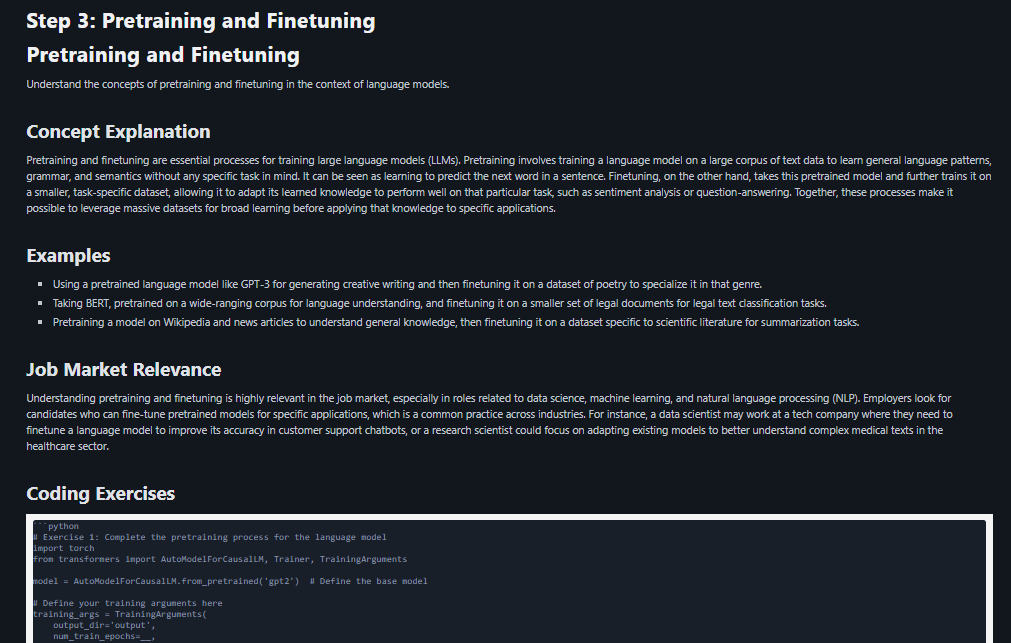 Step 3: Pretraining and Finetuning
Pretraining and Finetuning
Understand the concepts of pretraining and finetuning in the context of language models.
Concept Explanation
Pretraining and finetuning are essential processes for training large language models (LLMs). Pretraining involves training a language model on a large corpus of text data to learn general language patterns,
grammar, and semantics without any specific task in mind. It can be seen as learning to predict the next word in a sentence. Finetuning, on the other hand, takes this pretrained model and further trains it on
a smaller, task-specific dataset, allowing it to adapt its learned knowledge to perform well on that particular task, such as sentiment analysis or question-answering. Together, these processes make it
possible to leverage massive datasets for broad learning before applying that knowledge to specific applications.
Examples
▪ Using a pretrained language model like GPT-3 for generating creative writing and then finetuning it on a dataset of poetry to specialize it in that genre.
▪ Taking BERT, pretrained on a wide-ranging corpus for language understanding, and finetuning it on a smaller set of legal documents for legal text classification tasks.
▪ Pretraining a model on Wikipedia and news articles to understand general knowledge, then finetuning it on a dataset specific to scientific literature for summarization tasks.
Job Market Relevance
Understanding pretraining and finetuning is highly relevant in the job market, especially in roles related to data science, machine learning, and natural language processing (NLP). Employers look for
candidates who can fine-tune pretrained models for specific applications, which is a common practice across industries. For instance, a data scientist may work at a tech company where they need to
finetune a language model to improve its accuracy in customer support chatbots, or a research scientist could focus on adapting existing models to better understand complex medical texts in the
healthcare sector.
Coding Exercises
```python
# Exercise 1: Complete the pretraining process for the language model
import torch
from transformers import AutoModelForCausalLM, Trainer, TrainingArguments
model = AutoModelForCausalLM.from_pretrained('gpt2')  # Define the base model
# Define your training arguments here
training_args = TrainingArguments(
    output_dir='output',
    num_train_epochs=__,